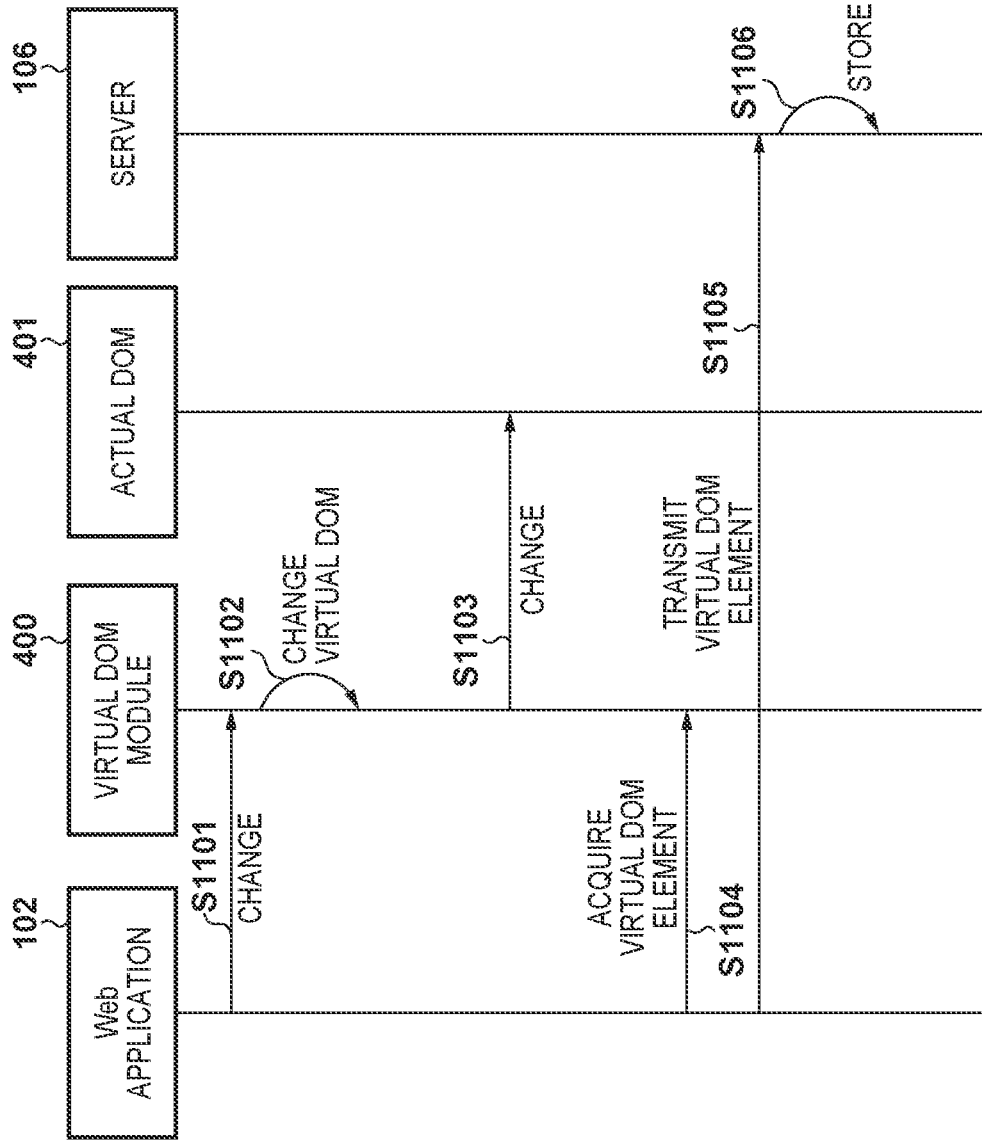 102
Web
APPLICATION
400
VIRTUAL DOM
MODULE
401
ACTUAL DOM
106
SERVER
S1101
CHANGE
S1102
CHANGE
VIRTUAL DOM
S1103
CHANGE
ACQUIRE
VIRTUAL DOM
ELEMENT
S1104
TRANSMIT
VIRTUAL DOM
ELEMENT
S1105
S1106
STORE